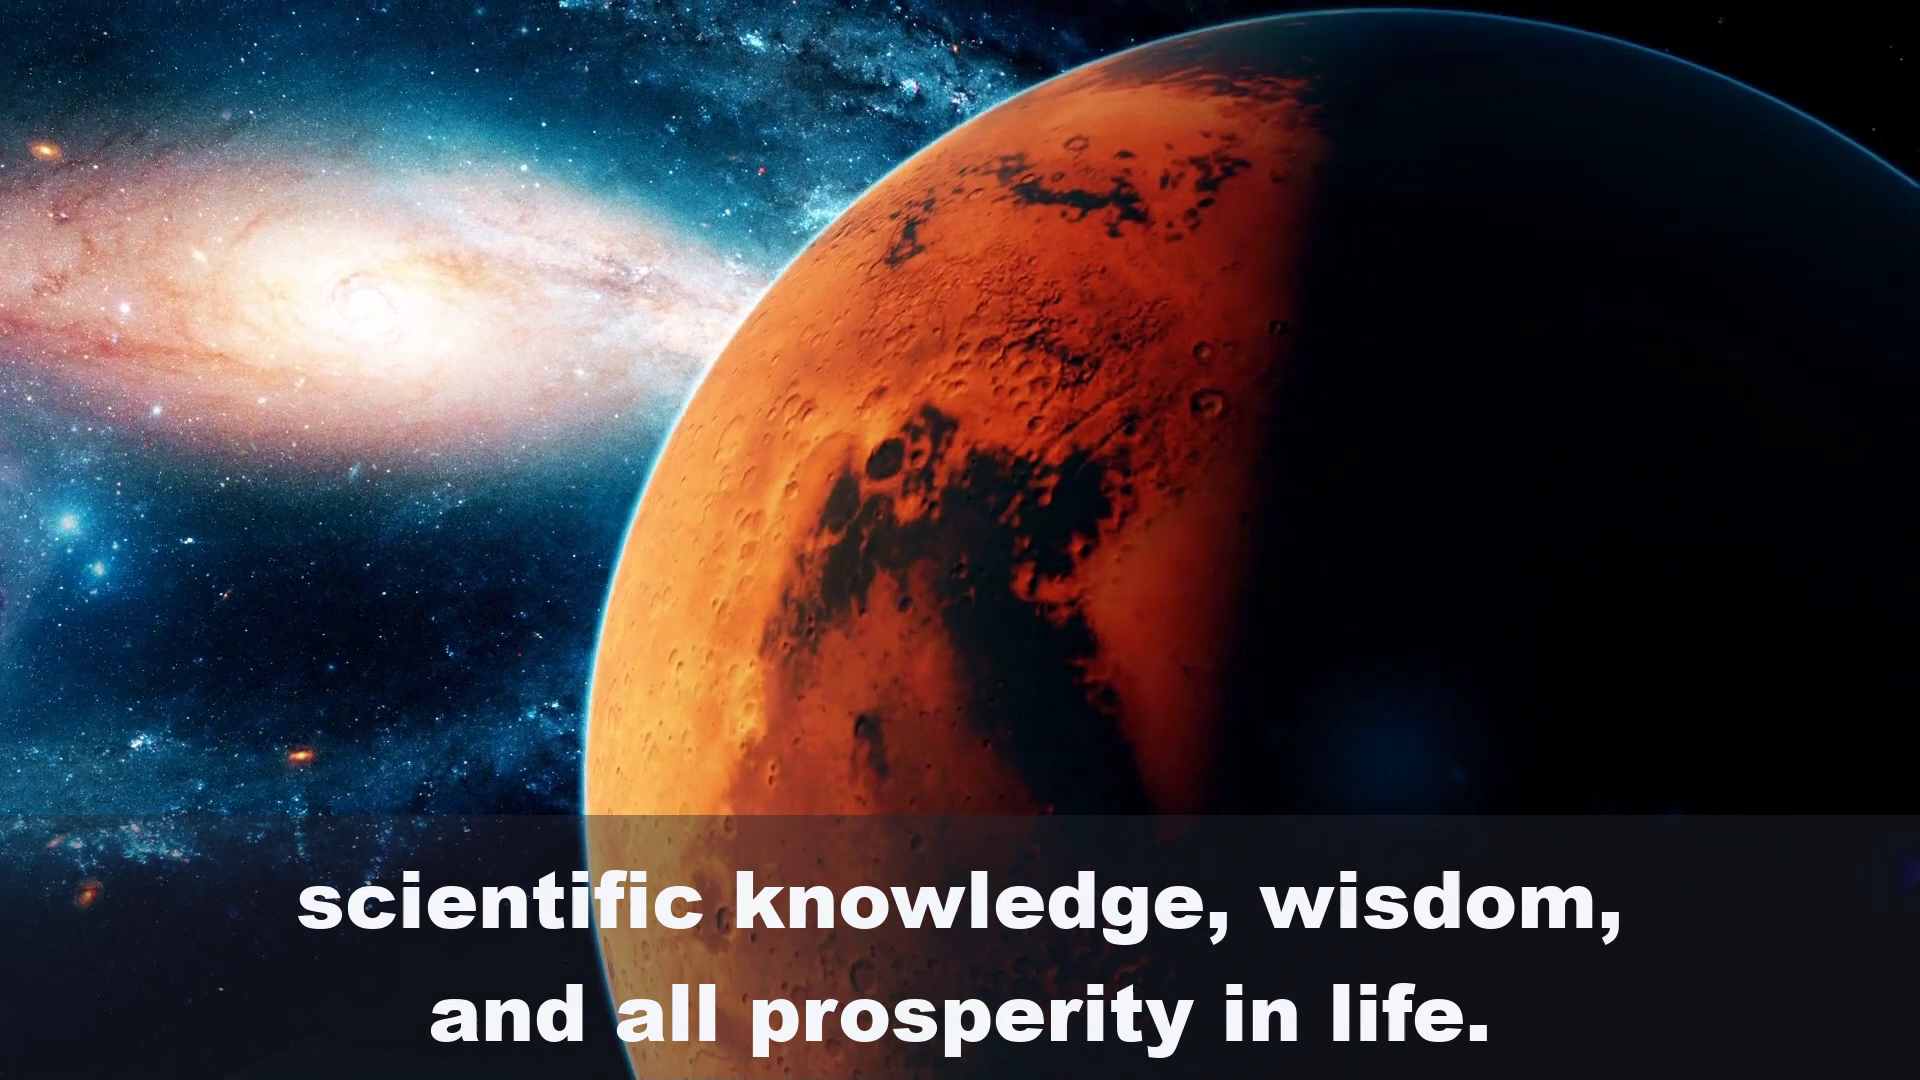 scientific knowledge, wisdom,
and all prosperity in life.